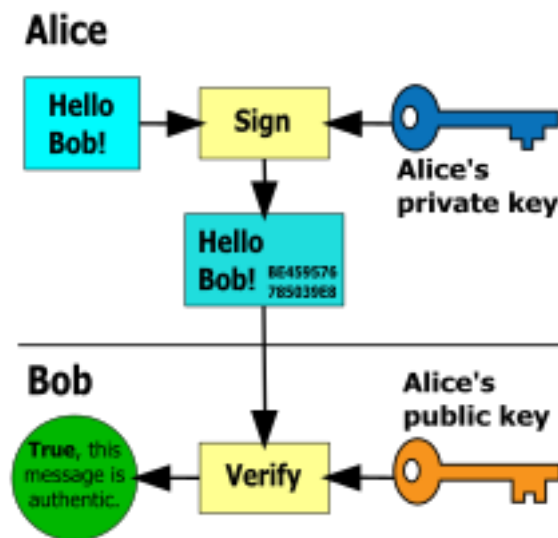 Alice
Hello
Bob!
Sign
Alice's
private key
Hello
Bob!
BE459576
785039E8
Bob
Alice's
public key
True, this
message is
authentic.
Verify